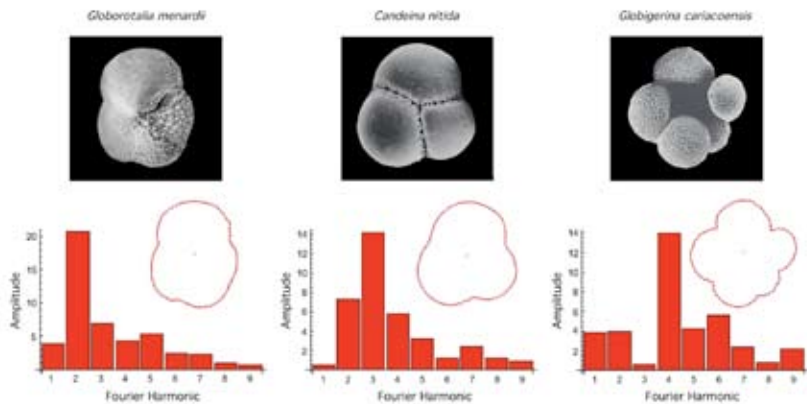 Globorotalia menardii
Candeina nitida
Globigerina cariacoensis
20
15
10
5
Amplitude
1 2 3 4 5 6 7 8 9
Fourier Harmonic
14
12
10
8
6
4
2
Amplitude
1 2 3 4 5 6 7 8 9
Fourier Harmonic
14
12
10
8
6
4
2
Amplitude
1 2 3 4 5 6 7 8 9
Fourier Harmonic